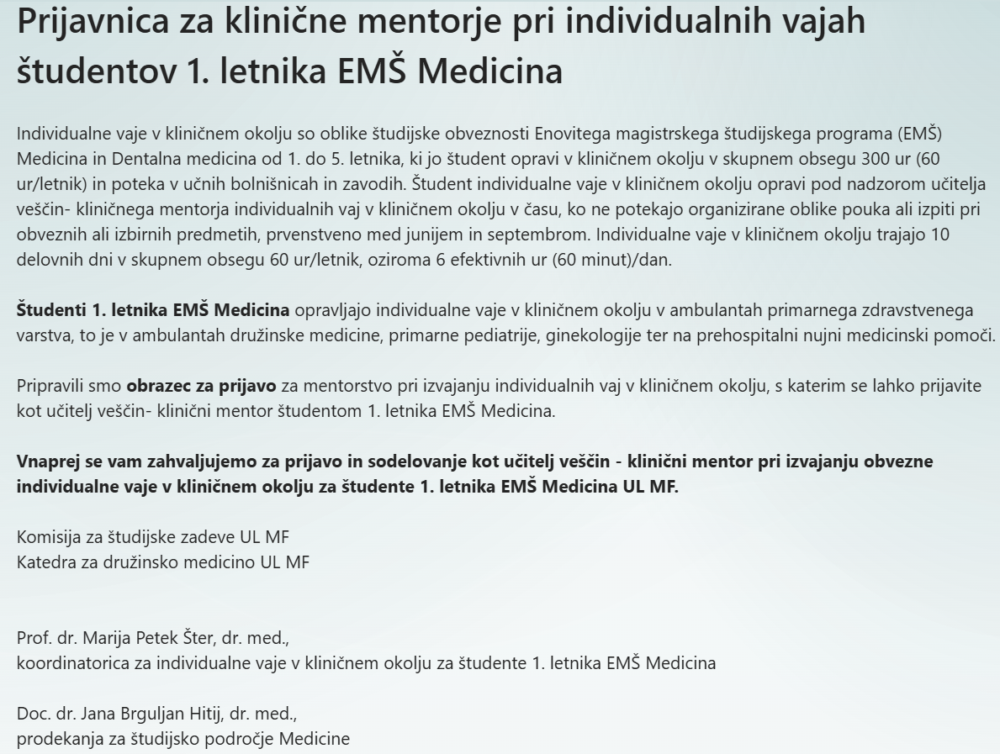 Prijavnica za klinične mentorje pri individualnih vajah
študentov 1. letnika EMŠ Medicina
Individualne vaje v kliničnem okolju so oblike študijske obveznosti Enovitega magistrskega študijskega programa (EMŠ)
Medicina in Dentalna medicina od 1. do 5. letnika, ki jo študent opravi v kliničnem okolju v skupnem obsegu 300 ur (60
ur/letnik) in poteka v učnih bolnišnicah in zavodih. Študent individualne vaje v kliničnem okolju opravi pod nadzorom učitelja
veščin- kliničnega mentorja individualnih vaj v kliničnem okolju v času, ko ne potekajo organizirane oblike pouka ali izpiti pri
obveznih ali izbirnih predmetih, prvenstveno med junijem in septembrom. Individualne vaje v kliničnem okolju trajajo 10
delovnih dni v skupnem obsegu 60 ur/letnik, oziroma 6 efektivnih ur (60 minut)/dan.
Študenti 1. letnika EMŠ Medicina opravljajo individualne vaje v kliničnem okolju v ambulantah primarnega zdravstvenega
varstva, to je v ambulantah družinske medicine, primarne pediatrije, ginekologije ter na prehospitalni nujni medicinski pomoči.
Pripravili smo obrazec za prijavo za mentorstvo pri izvajanju individualnih vaj v kliničnem okolju, s katerim se lahko prijavite
kot učitelj veščin- klinični mentor študentom 1. letnika EMŠ Medicina.
Vnaprej se vam zahvaljujemo za prijavo in sodelovanje kot učitelj veščin - klinični mentor pri izvajanju obvezne
individualne vaje v kliničnem okolju za študente 1. letnika EMŠ Medicina UL MF.
Komisija za študijske zadeve UL MF
Katedra za družinsko medicino UL MF
Prof. dr. Marija Petek Šter, dr. med.,
koordinatorica za individualne vaje v kliničnem okolju za študente 1. letnika EMŠ Medicina
Doc. dr. Jana Brguljan Hitij, dr. med.,
prodekanja za študijsko področje Medicine